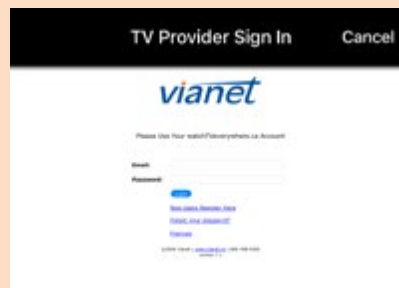 TV Provider Sign In
Cancel
vianet
Please Use Your watchTVeverywhere.ca Account
Email:
Password:
Login
New Users Register Here
Forgot your password?
Français